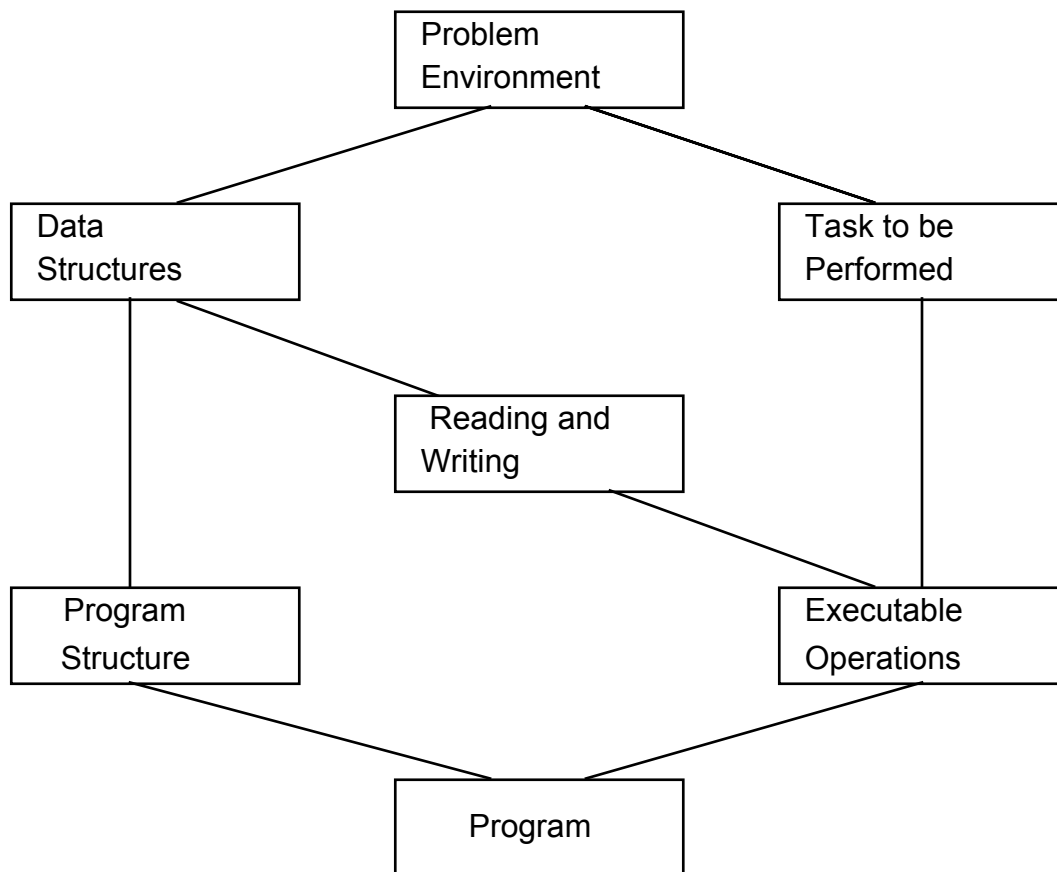 Problem
Environment
Data
Structures
Task to be
Performed
Reading and
Writing
Program
Structure
Executable
Operations
Program